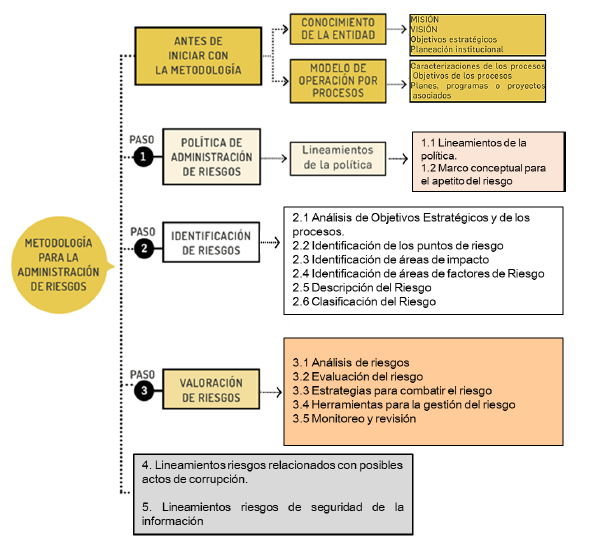 METODOLOGÍA
PARA LA
ADMINISTRACIÓN
DE RIESGOS
ANTES DE
INICIAR CON
LA METODOLOGÍA
CONOCIMIENTO
DE LA ENTIDAD
MISIÓN
VISIÓN
Objetivos estratégicos
Planeación institucional
MODELO DE
OPERACIÓN POR
PROCESOS
Caracterizaciones de los procesos
Objetivos de los procesos
Planes, programas o proyectos
asociados
PASO
1
POLÍTICA DE
ADMINISTRACIÓN
DE RIESGOS
Lineamientos
de la política
1.1 Lineamientos de la
política.
1.2 Marco conceptual para
el apetito del riesgo
PASO
2
IDENTIFICACIÓN
DE RIESGOS
2.1 Análisis de Objetivos Estratégicos y de los
procesos.
2.2 Identificación de los puntos de riesgo
2.3 Identificación de áreas de impacto
2.4 Identificación de áreas de factores de Riesgo
2.5 Descripción del Riesgo
2.6 Clasificación del Riesgo
PASO
3
VALORACIÓN
DE RIESGOS
3.1 Análisis de riesgos
3.2 Evaluación del riesgo
3.3 Estrategias para combatir el riesgo
3.4 Herramientas para la gestión del riesgo
3.5 Monitoreo y revisión
4. Lineamientos riesgos relacionados con posibles
actos de corrupción.
5. Lineamientos riesgos de seguridad de la
información